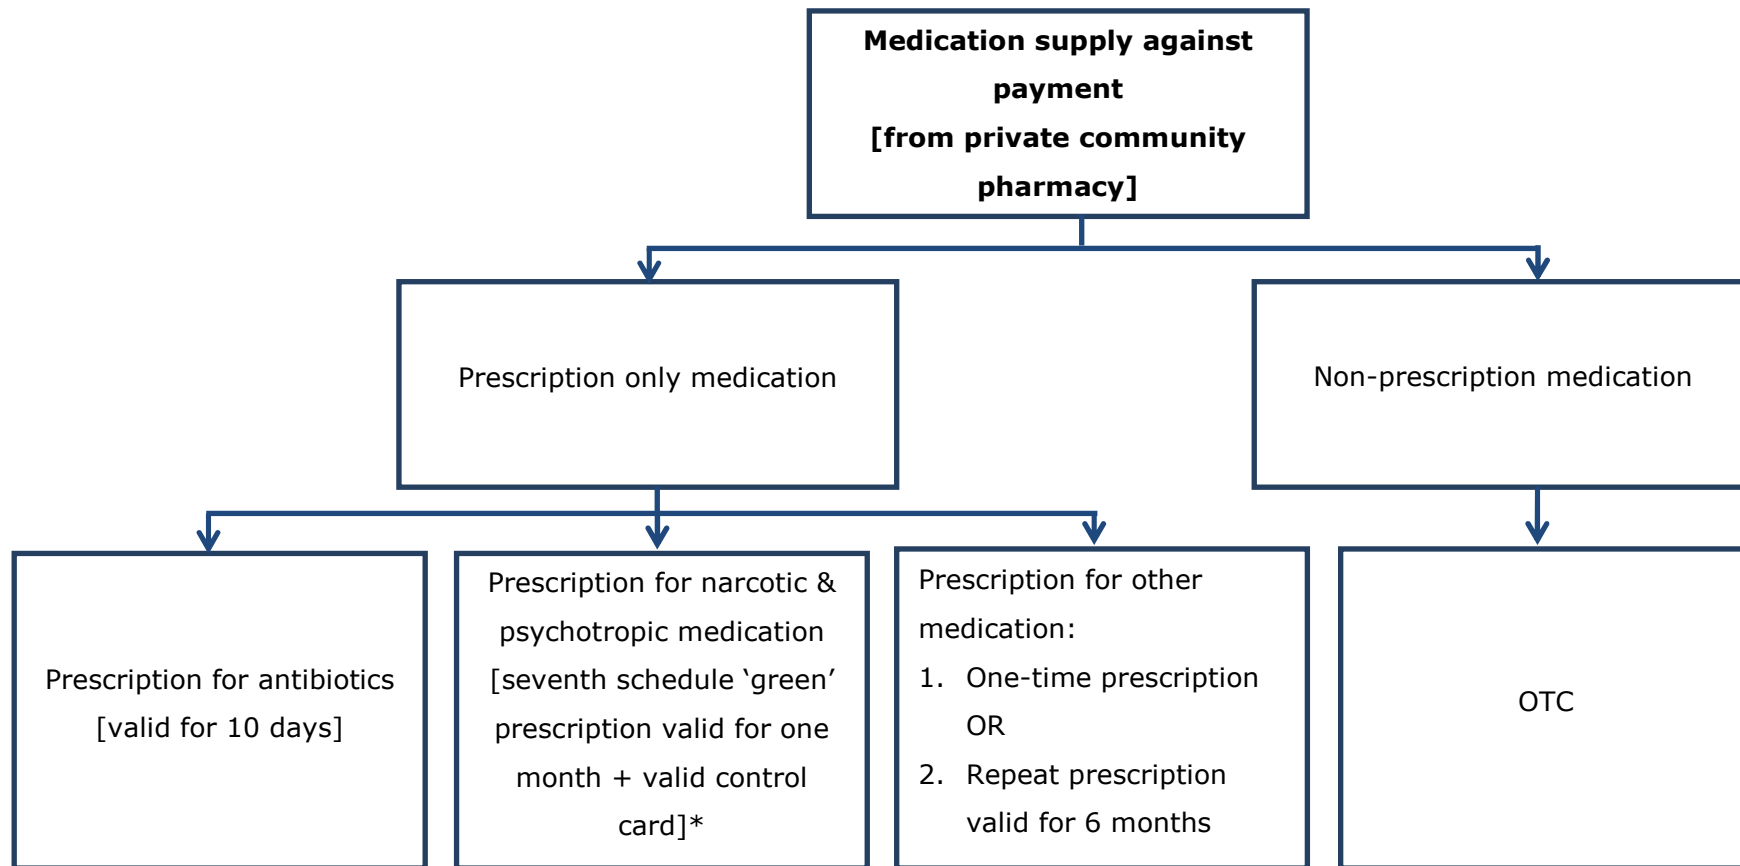 Medication supply against
payment
[from private community
pharmacy]
Prescription only medication
Non-prescription medication
Prescription for antibiotics
[valid for 10 days]
Prescription for narcotic &
psychotropic medication
[seventh schedule ‘green’
prescription valid for one
month + valid control
card]*
Prescription for other
medication:
1. One-time prescription
OR
2. Repeat prescription
valid for 6 months
OTC